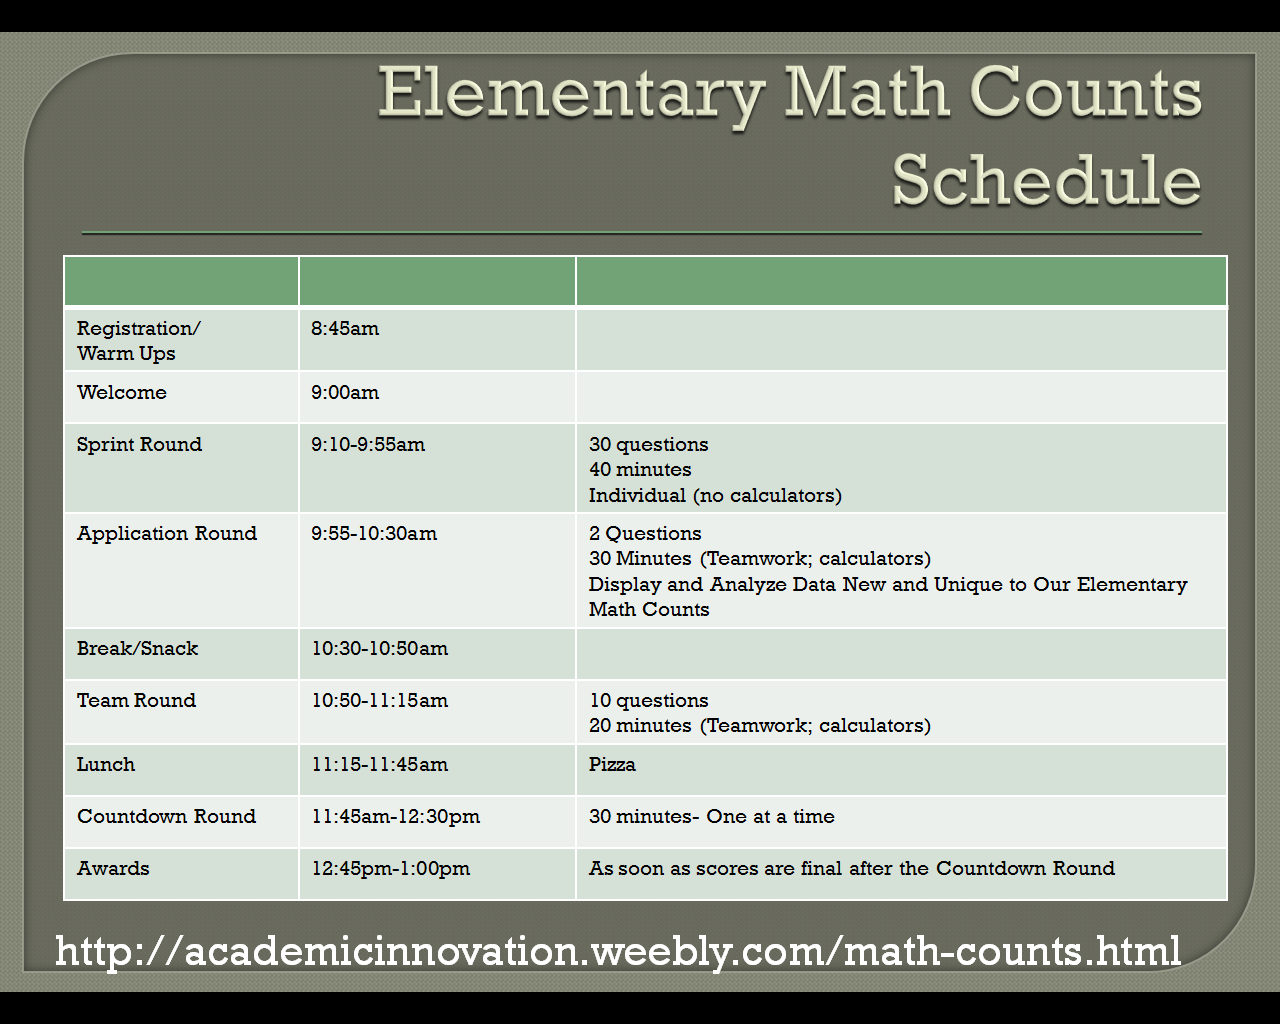 Elementary Math Counts
Schedule
Registration/
Warm Ups
8:45am
Welcome
9:00am
Sprint Round
9:10-9:55am
30 questions
40 minutes
Individual (no calculators)
Application Round
9:55-10:30am
2 Questions
30 Minutes (Teamwork; calculators)
Display and Analyze Data New and Unique to Our Elementary
Math Counts
Break/Snack
10:30-10:50am
Team Round
10:50-11:15am
10 questions
20 minutes (Teamwork; calculators)
Lunch
11:15-11:45am
Pizza
Countdown Round
11:45am-12:30pm
30 minutes- One at a time
Awards
12:45pm-1:00pm
As soon as scores are final after the Countdown Round
http://academicinnovation.weebly.com/math-counts.html